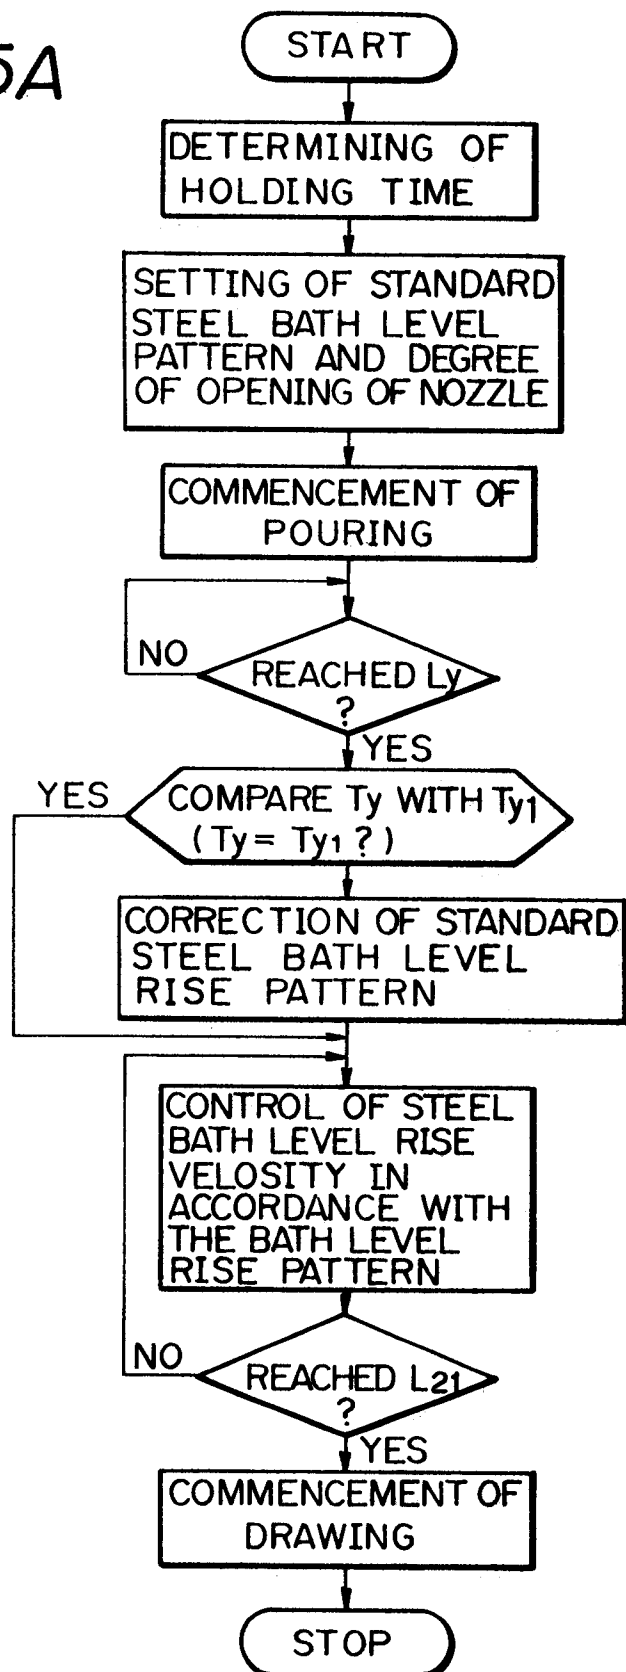 5A
START
DETERMINING OF
HOLDING TIME
SETTING OF STANDARD
STEEL BATH LEVEL
PATTERN AND DEGREE
OF OPENING OF NOZZLE
COMMENCEMENT OF
POURING
NO
REACHED Ly
?
YES
YES
COMPARE Ty WITH Ty1
(Ty = Ty1 ?)
CORRECTION OF STANDARD
STEEL BATH LEVEL
RISE PATTERN
CONTROL OF STEEL
BATH LEVEL RISE
VELOSITY IN
ACCORDANCE WITH
THE BATH LEVEL
RISE PATTERN
NO
REACHED L21
?
YES
COMMENCEMENT OF
DRAWING
STOP